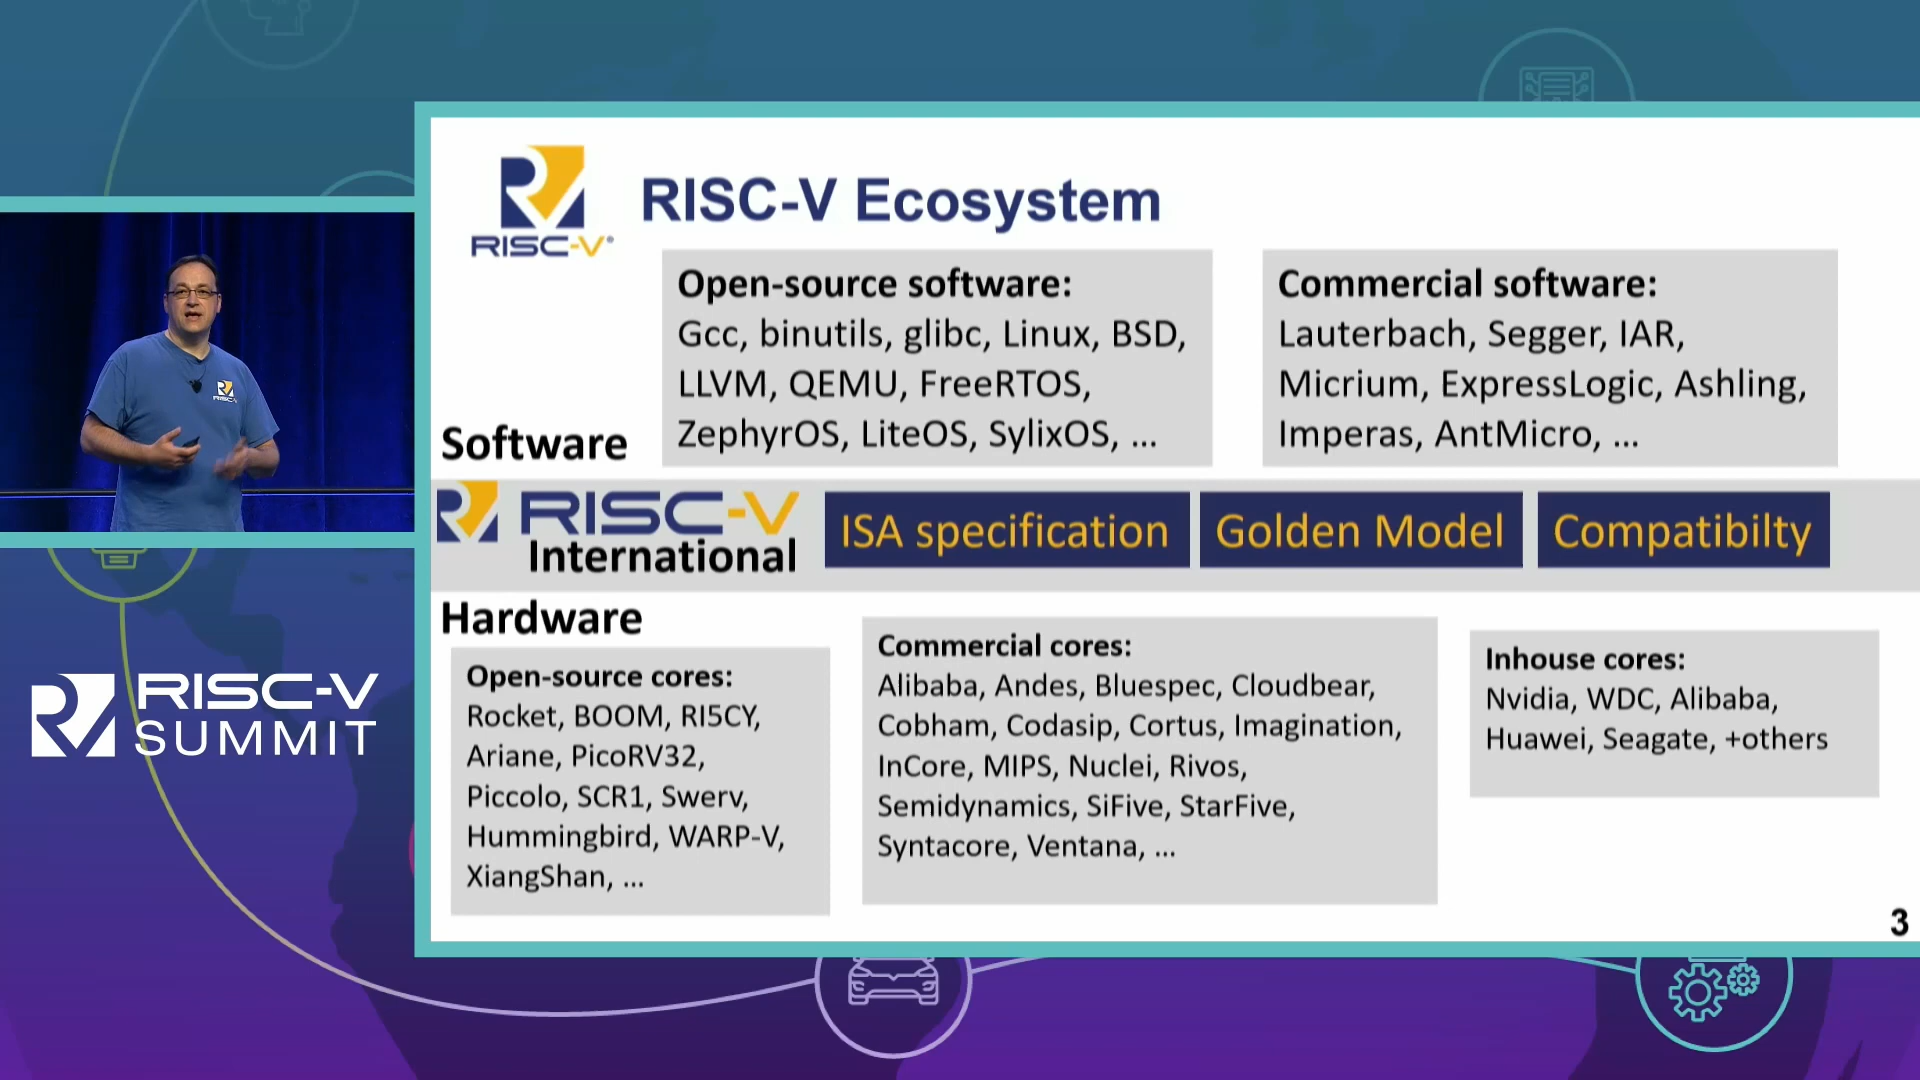 RISC-V®
RISC-V Ecosystem
Open-source software:
Gcc, binutils, glibc, Linux, BSD,
LLVM, QEMU, FreeRTOS,
ZephyrOS, LiteOS, SylixOS, ...
Commercial software:
Lauterbach, Segger, IAR,
Micrium, ExpressLogic, Ashling,
Imperas, AntMicro, ...
Software
RISC-V
International
ISA specification
Golden Model
Compatibilty
Hardware
Open-source cores:
Rocket, BOOM, RI5CY,
Ariane, PicoRV32,
Piccolo, SCR1, Swerv,
Hummingbird, WARP-V,
XiangShan, ...
Commercial cores:
Alibaba, Andes, Bluespec, Cloudbear,
Cobham, Codasip, Cortus, Imagination,
InCore, MIPS, Nuclei, Rivos,
Semidynamics, SiFive, StarFive,
Syntacore, Ventana, ...
Inhouse cores:
Nvidia, WDC, Alibaba,
Huawei, Seagate, +others
3
RISC-V
RISC-V
SUMMIT